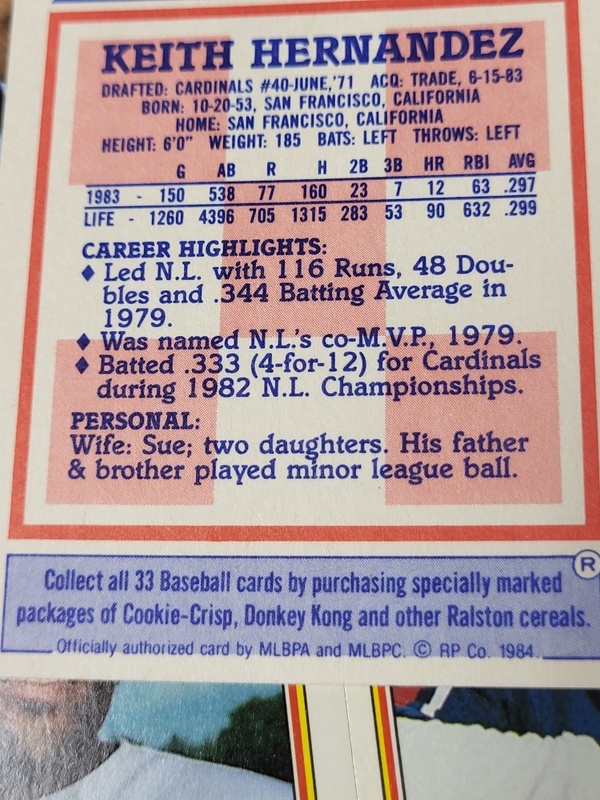 KEITH HERNANDEZ
DRAFTED: CARDINALS #40-JUNE,'71 ACQ: TRADE, 6-15-83
BORN: 10-20-53, SAN FRANCISCO, CALIFORNIA
HOME: SAN FRANCISCO, CALIFORNIA
HEIGHT: 6'0" WEIGHT: 185 BATS: LEFT THROWS: LEFT
G AB R H 2B 3B HR RBI AVG
1983 - 150 538 77 160 23 7 12 63 .297
LIFE - 1260 4396 705 1315 283 53 90 632 .299
CAREER HIGHLIGHTS:
♦ Led N.L. with 116 Runs, 48 Dou-
bles and .344 Batting Average in
1979.
♦ Was named N.L.'s co-M.V.P., 1979.
♦ Batted .333 (4-for-12) for Cardinals
during 1982 N.L. Championships.
PERSONAL:
Wife: Sue; two daughters. His father
& brother played minor league ball.
®
Collect all 33 Baseball cards by purchasing specially marked
packages of Cookie-Crisp, Donkey Kong and other Ralston cereals.
Officially authorized card by MLBPA and MLBPC. © RP Co. 1984